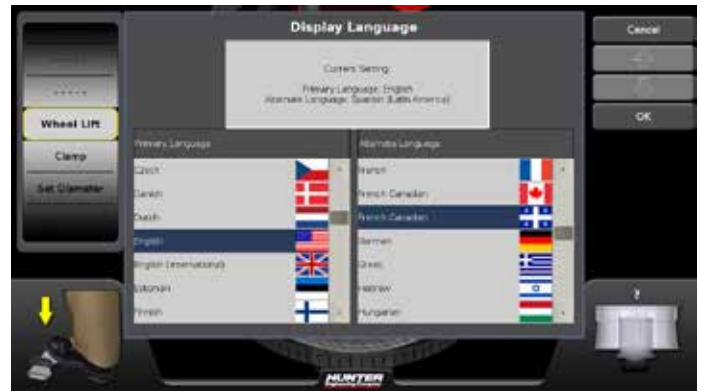 Display Language
Cancel
Current Setting
Primary Language: English
Alternate Language: Spanish (Latin America)
OK
Wheel Lift
Clamp
Set Diameter
Primary Language
Alternate Language
Czech
Danish
Dutch
English
English (International)
Estonian
Finnish
French
French Canadian
French Canadian
German
Greek
Hebrew
Hungarian
HUNTER